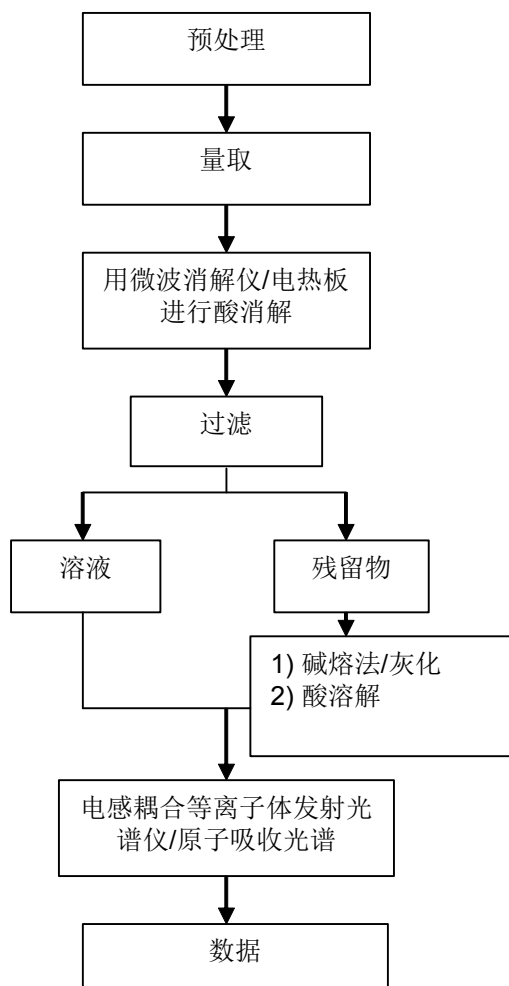 预处理
量取
用微波消解仪/电热板
进行酸消解
过滤
溶液
残留物
1) 碱熔法/灰化
2) 酸溶解
电感耦合等离子体发射光
谱仪/原子吸收光谱
数据